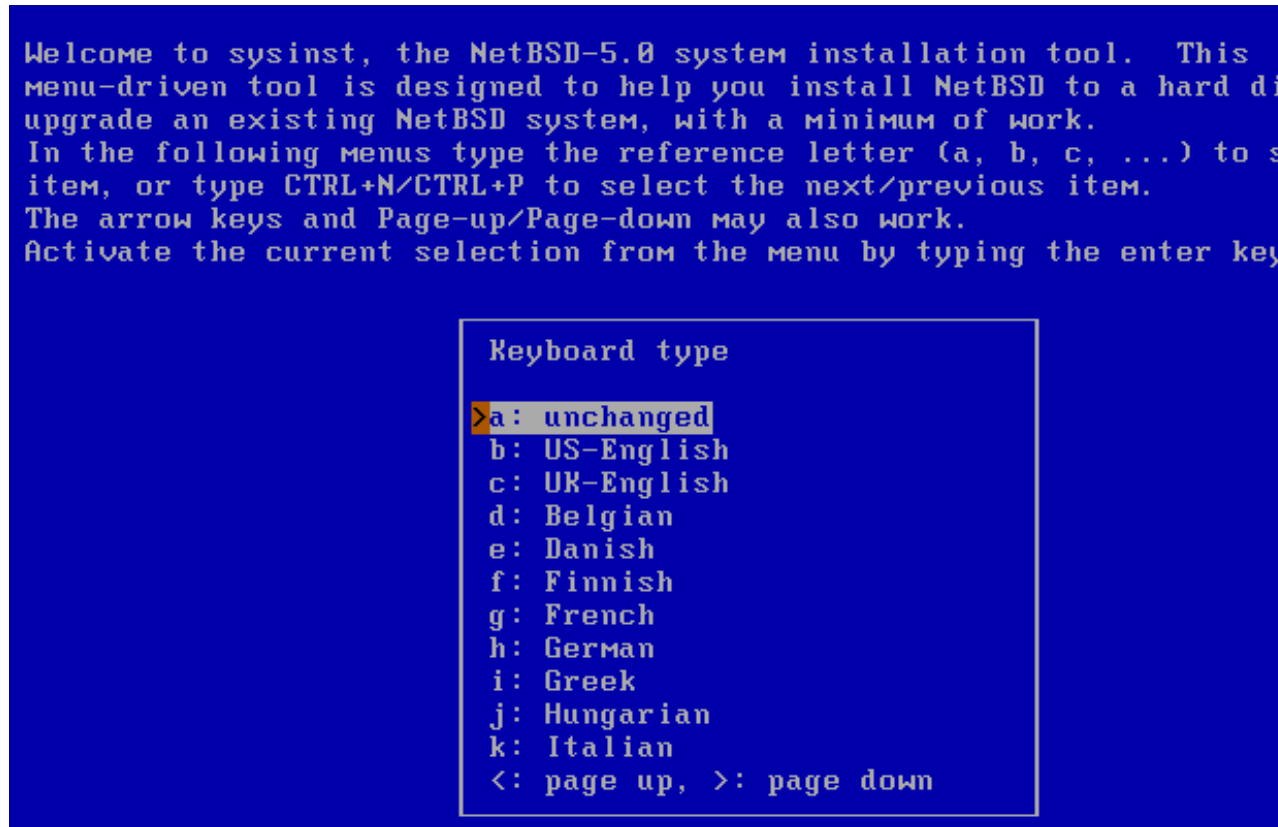 Welcome to sysinst, the NetBSD-5.0 system installation tool.  This
menu-driven tool is designed to help you install NetBSD to a hard
upgrade an existing NetBSD system, with a minimum of work.
In the following menus type the reference letter (a, b, c, ...) to
item, or type CTRL+N/CTRL+P to select the next/previous item.
The arrow keys and Page-up/Page-down may also work.
Activate the current selection from the menu by typing the enter key
Keyboard type
>a: unchanged
b: US-English
c: UK-English
d: Belgian
e: Danish
f: Finnish
g: French
h: German
i: Greek
j: Hungarian
k: Italian
<: page up, >: page down